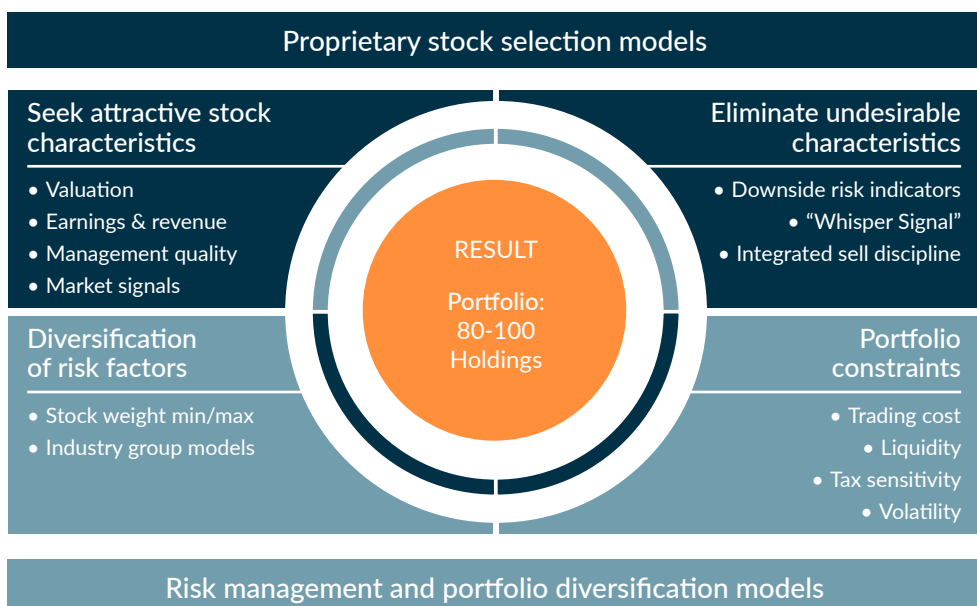 Proprietary stock selection models
Seek attractive stock
characteristics
• Valuation
• Earnings & revenue
• Management quality
• Market signals
Eliminate undesirable
characteristics
• Downside risk indicators
• “Whisper Signal”
• Integrated sell discipline
RESULT
Portfolio:
80-100
Holdings
Diversification
of risk factors
• Stock weight min/max
• Industry group models
Portfolio
constraints
• Trading cost
• Liquidity
• Tax sensitivity
• Volatility
Risk management and portfolio diversification models